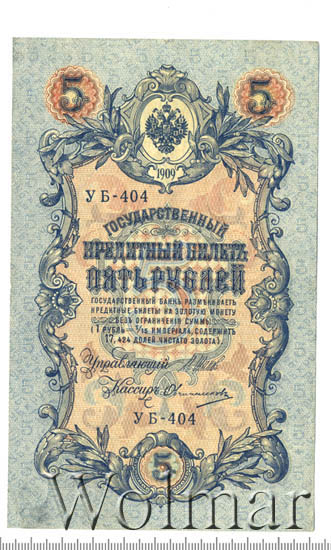 5 5
1909
УБ-404
ГОСУДАРСТВЕННЫЙ
КРЕДИТНЫЙ БИЛЕТЪ
ПЯТЬ РУБЛЕЙ
ГОСУДАРСТВЕННЫЙ БАНКЪ РАЗМѢНИВАЕТЪ
КРЕДИТНЫЕ БИЛЕТЫ НА ЗОЛОТУЮ МОНЕТУ
БЕЗЪ ОГРАНИЧЕНІЯ СУММЫ
(1 РУБЛЬ = 1/15 ИМПЕРІАЛА, СОДЕРЖИТЪ
17,424 ДОЛЕЙ ЧИСТАГО ЗОЛОТА).
Управляющій
Кассиръ
УБ-404
5
Wolmar Wolmar